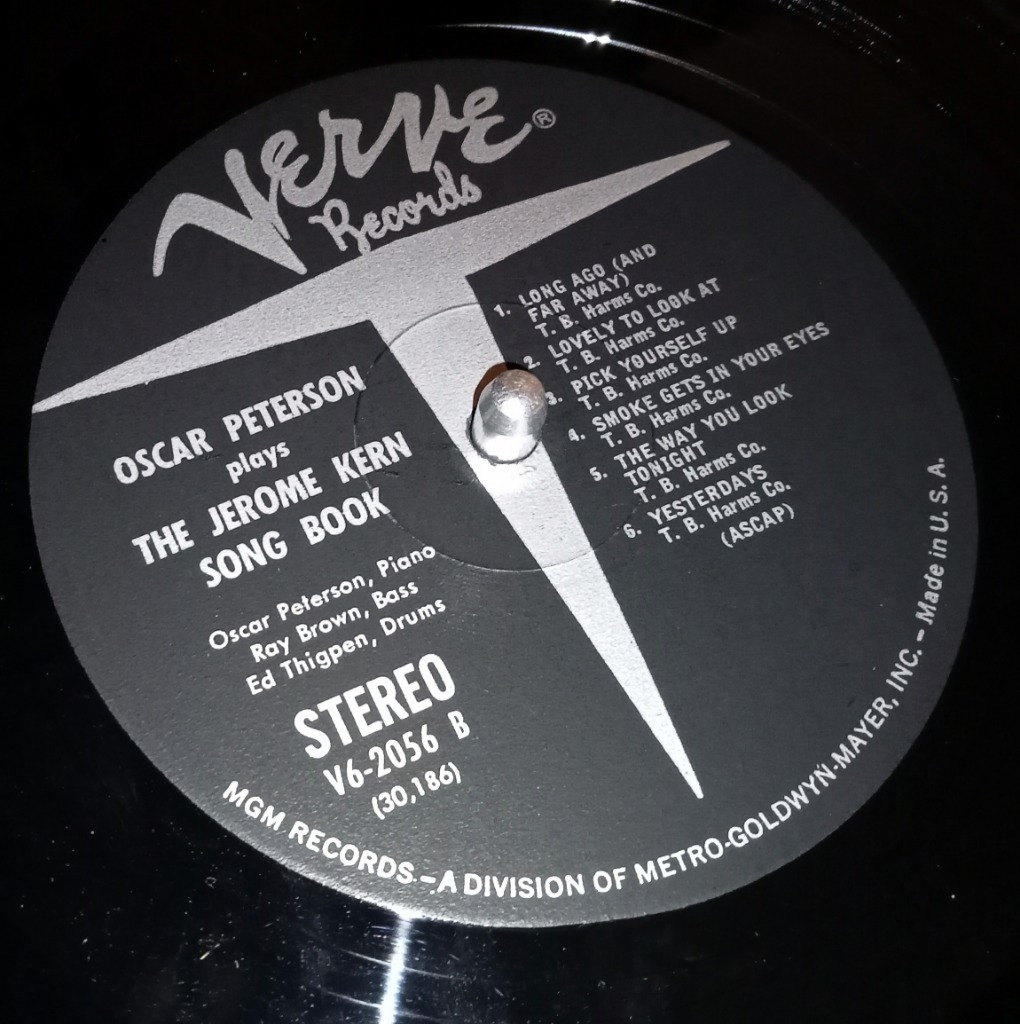 VERVE ®
Records
OSCAR PETERSON
plays
THE JEROME KERN
SONG BOOK
Oscar Peterson, Piano
Ray Brown, Bass
Ed Thigpen, Drums
STEREO
V6-2056 B
(30,186)
1. LONG AGO (AND
FAR AWAY)
T. B. Harms Co.
2. LOVELY TO LOOK AT
T. B. Harms Co.
3. PICK YOURSELF UP
T. B. Harms Co.
4. SMOKE GETS IN YOUR EYES
T. B. Harms Co.
5. THE WAY YOU LOOK
TONIGHT
T. B. Harms Co.
6. YESTERDAYS
T. B. Harms Co.
(ASCAP)
MGM RECORDS – A DIVISION OF METRO-GOLDWYN-MAYER, INC. – Made in U. S. A.